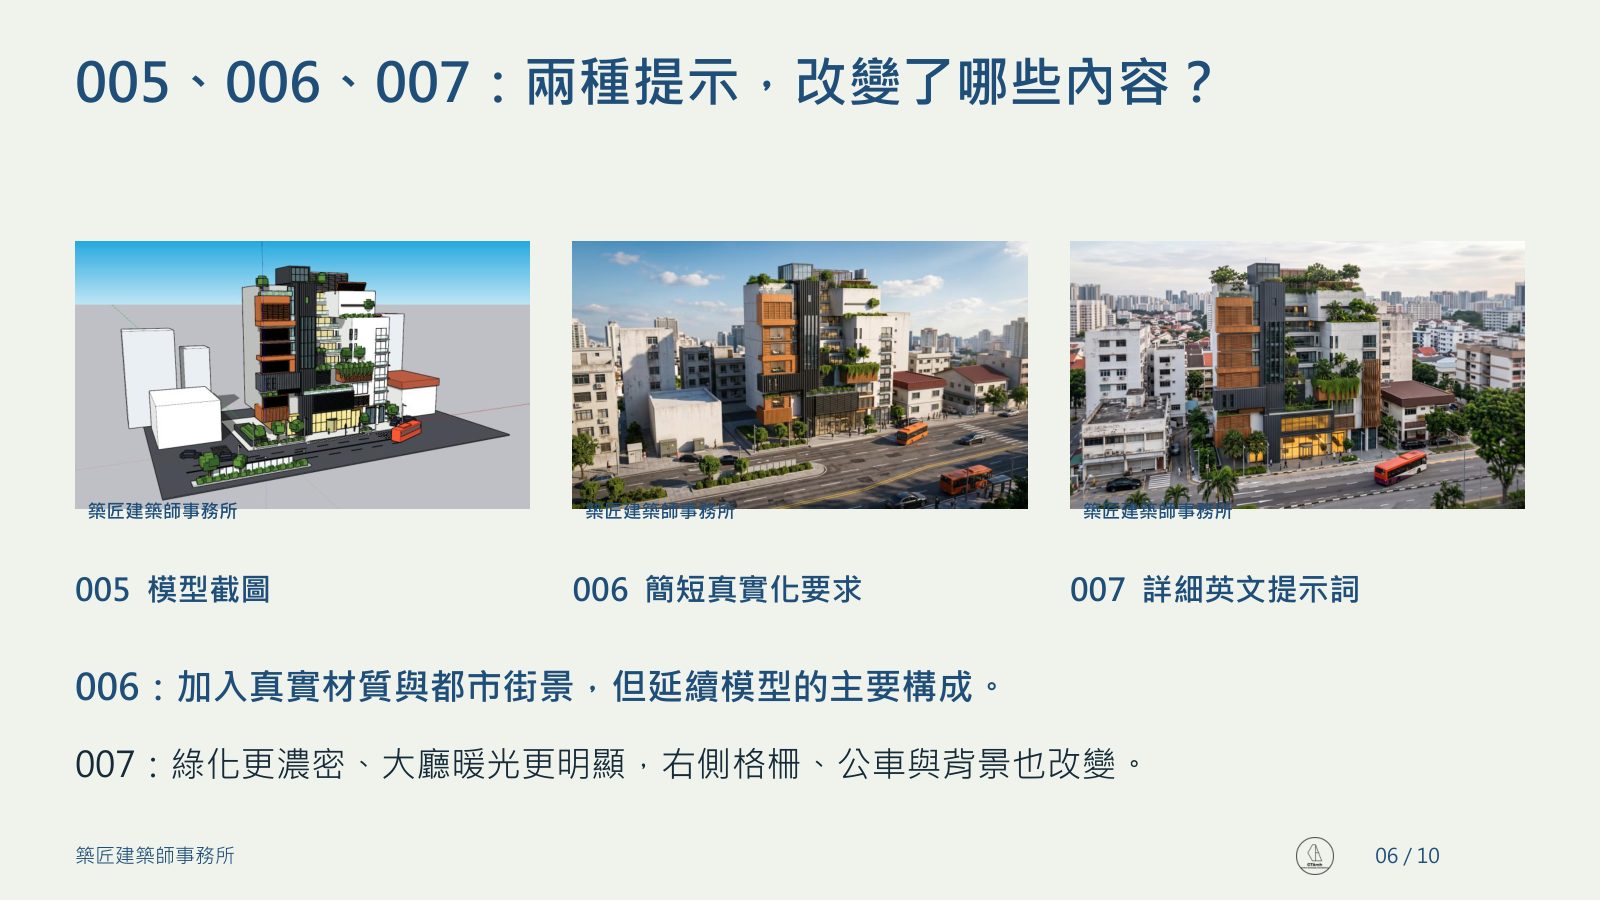 005、006、007：兩種提示，改變了哪些內容？
築匠建築師事務所
築匠建築師事務所
築匠建築師事務所
005 模型截圖
006 簡短真實化要求
007 詳細英文提示詞
006：加入真實材質與都市街景，但延續模型的主要構成。
007：綠化更濃密、大廳暖光更明顯，右側格柵、公車與背景也改變。
築匠建築師事務所
06 / 10